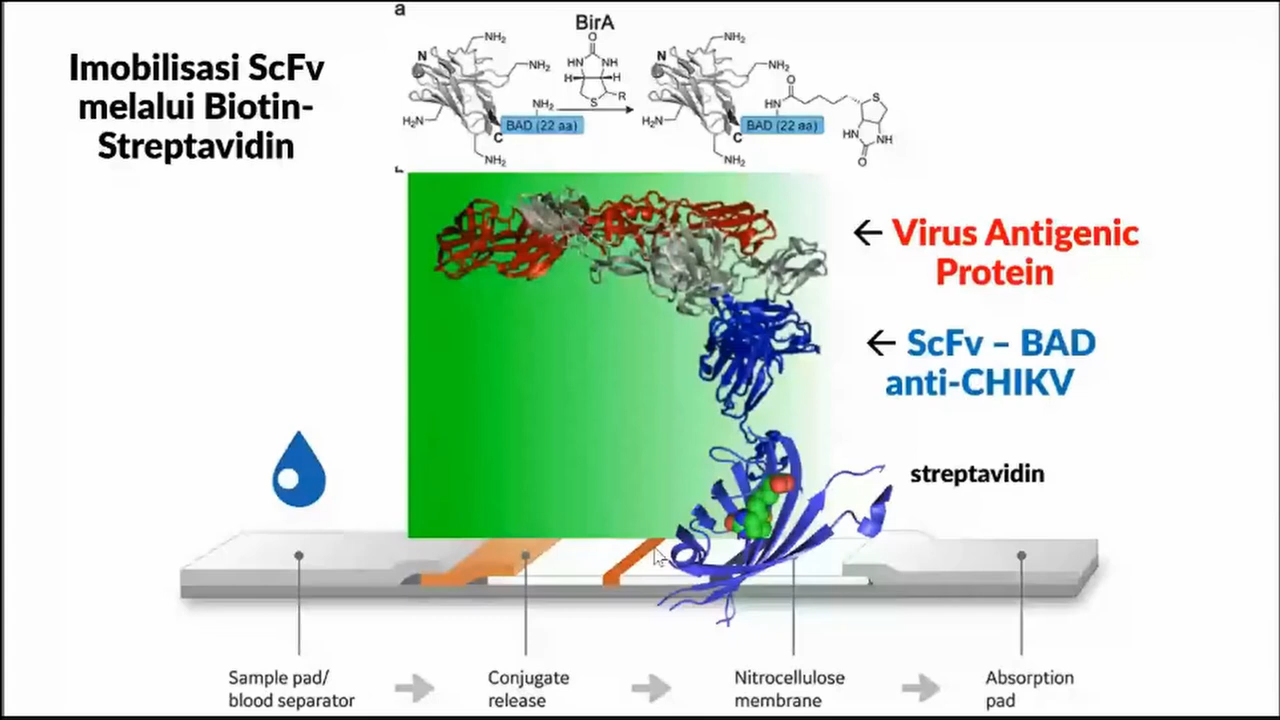 Imobilisasi ScFv
melalui Biotin-
Streptavidin
a
BirA
N
NH₂
NH₂
H₂N
NH₂
NH₂
C
BAD (22 aa)
O
HN
NH
H
H
S
R
N
NH₂
NH₂
H₂N
NH₂
C
BAD (22 aa)
HN
O
S
HN
NH
O
← Virus Antigenic
Protein
← ScFv – BAD
anti-CHIKV
streptavidin
Sample pad/
blood separator
Conjugate
release
Nitrocellulose
membrane
Absorption
pad